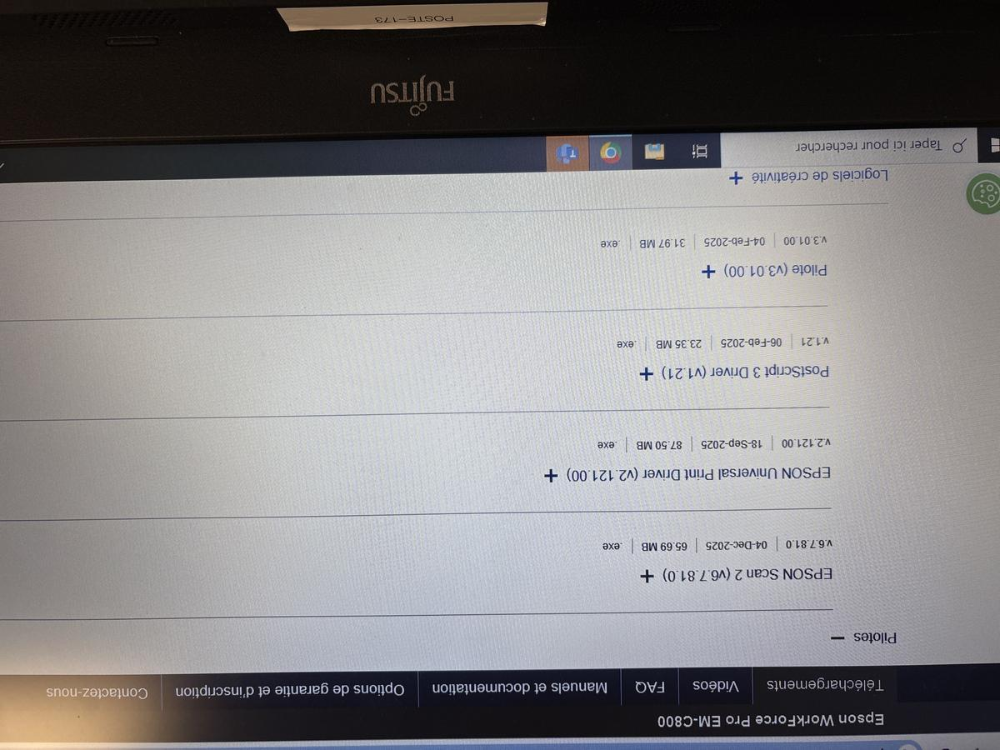 Epson WorkForce Pro EM-C800
Téléchargements Vidéos FAQ Manuels et documentation Options de garantie et d'inscription Contactez-nous
Pilotes
EPSON Scan 2 (v6.7.81.0) +
v.6.7.81.0 | 04-Dec-2025 | 65.69 MB | .exe
EPSON Universal Print Driver (v2.121.00) +
v.2.121.00 | 18-Sep-2025 | 87.50 MB | .exe
PostScript 3 Driver (v1.21) +
v.1.21 | 06-Feb-2025 | 23.35 MB | .exe
Pilote (v3.01.00) +
v.3.01.00 | 04-Feb-2025 | 31.97 MB | .exe
Logiciels de créativité +
Taper ici pour rechercher
FUJITSU
POSTE-173